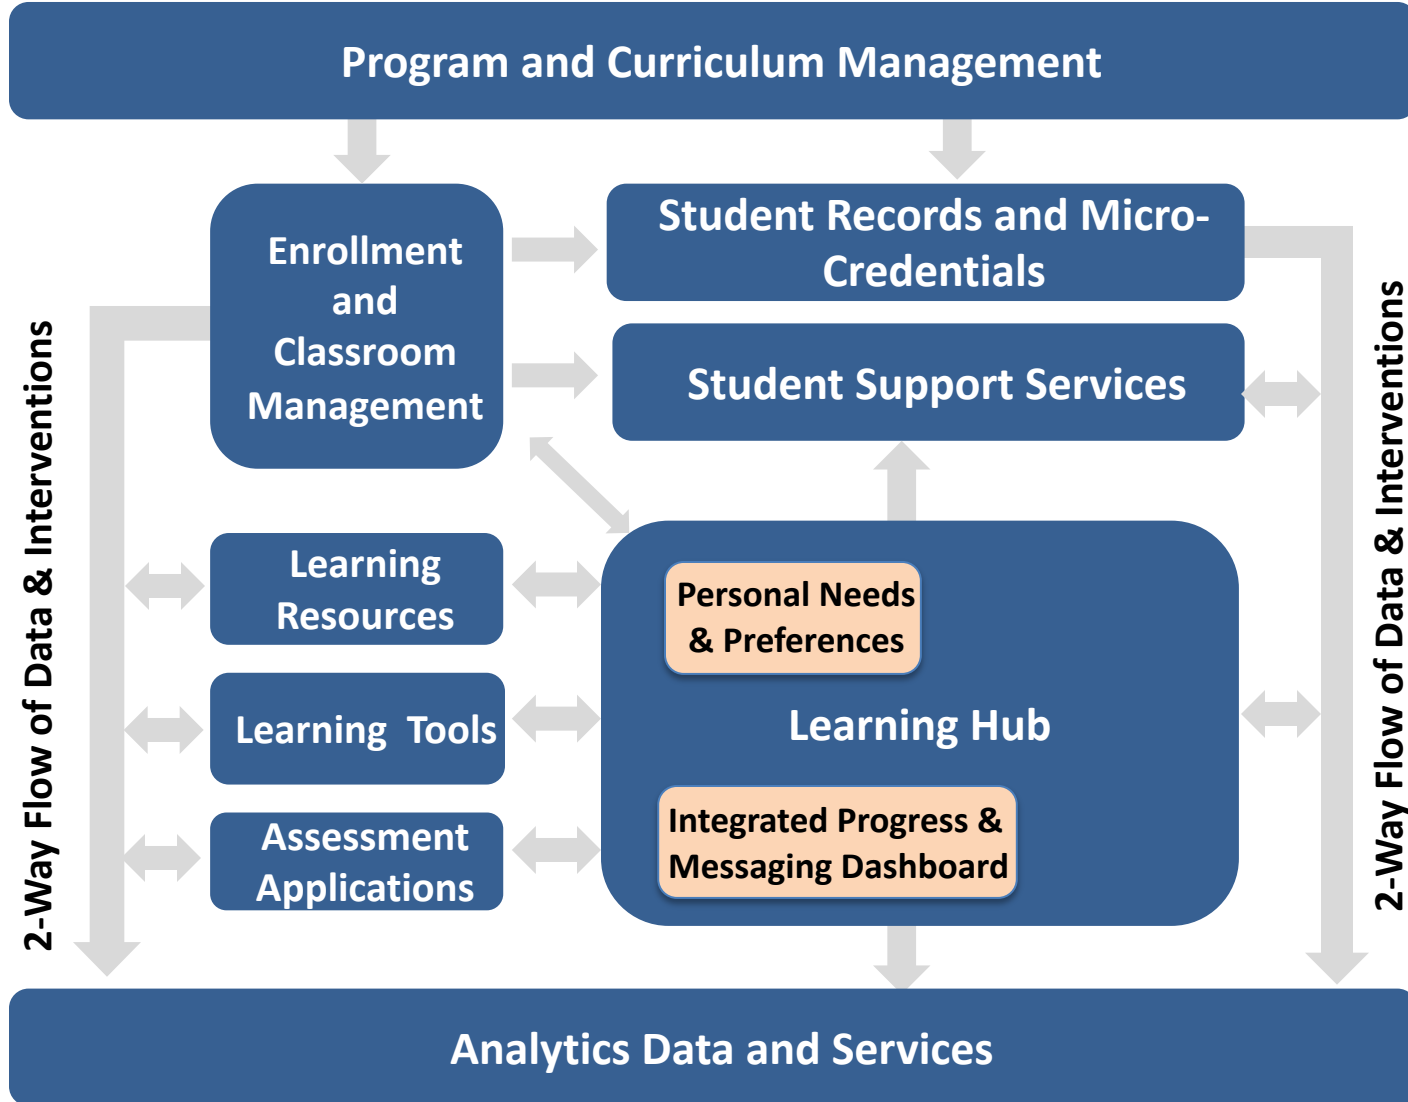 Program and Curriculum Management
Enrollment
and
Classroom
Management
Student Records and Micro-
Credentials
Student Support Services
2-Way Flow of Data & Interventions
2-Way Flow of Data & Interventions
Learning
Resources
Personal Needs
& Preferences
Learning Tools
Learning Hub
Assessment
Applications
Integrated Progress &
Messaging Dashboard
Analytics Data and Services